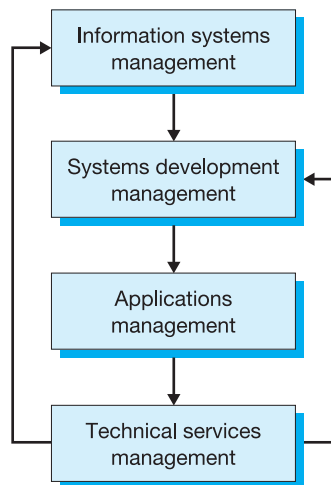 Information systems
management
Systems development
management
Applications
management
Technical services
management